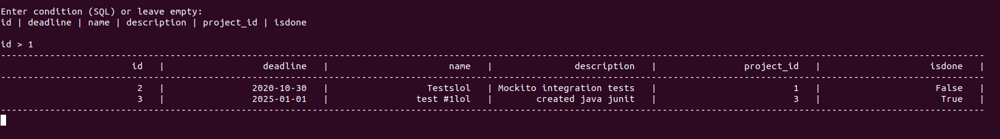 Enter condition (SQL) or leave empty:
id | deadline | name | description | project_id | isdone
id > 1
------------------------------------------------------------------------------------------------------------------------------------------------------------------------------------
id | deadline | name | description | project_id | isdone |
------------------------------------------------------------------------------------------------------------------------------------------------------------------------------------
2 | 2020-10-30 | Testslol | Mockito integration tests | 1 | False |
3 | 2025-01-01 | test #1lol | created java junit | 3 | True |
------------------------------------------------------------------------------------------------------------------------------------------------------------------------------------